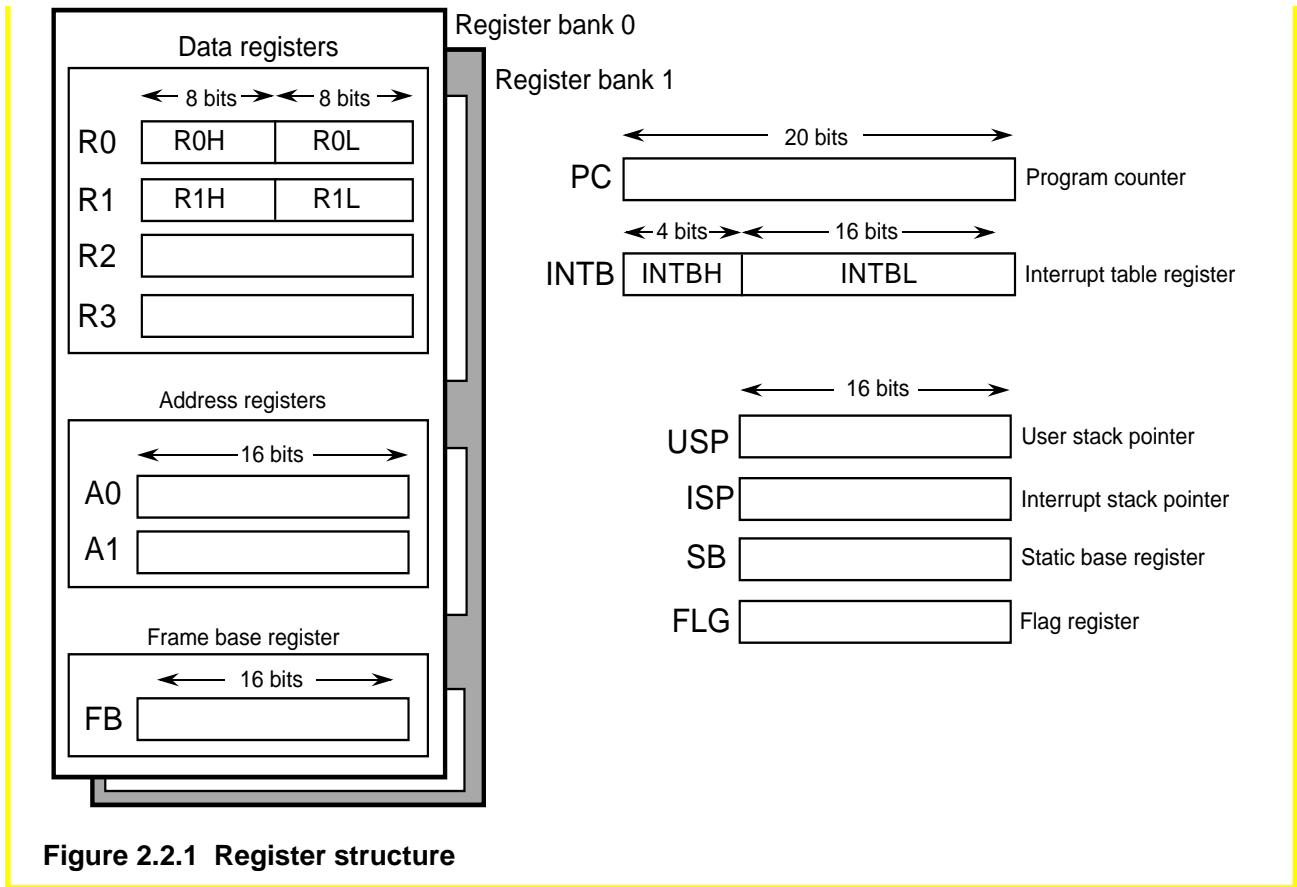 Register bank 0
Data registers
Register bank 1
8 bits 8 bits
R0 R0H R0L
R1 R1H R1L
R2
R3
Address registers
16 bits
A0
A1
Frame base register
16 bits
FB
20 bits
PC Program counter
4 bits 16 bits
INTB INTBH INTBL Interrupt table register
16 bits
USP User stack pointer
ISP Interrupt stack pointer
SB Static base register
FLG Flag register
Figure 2.2.1 Register structure